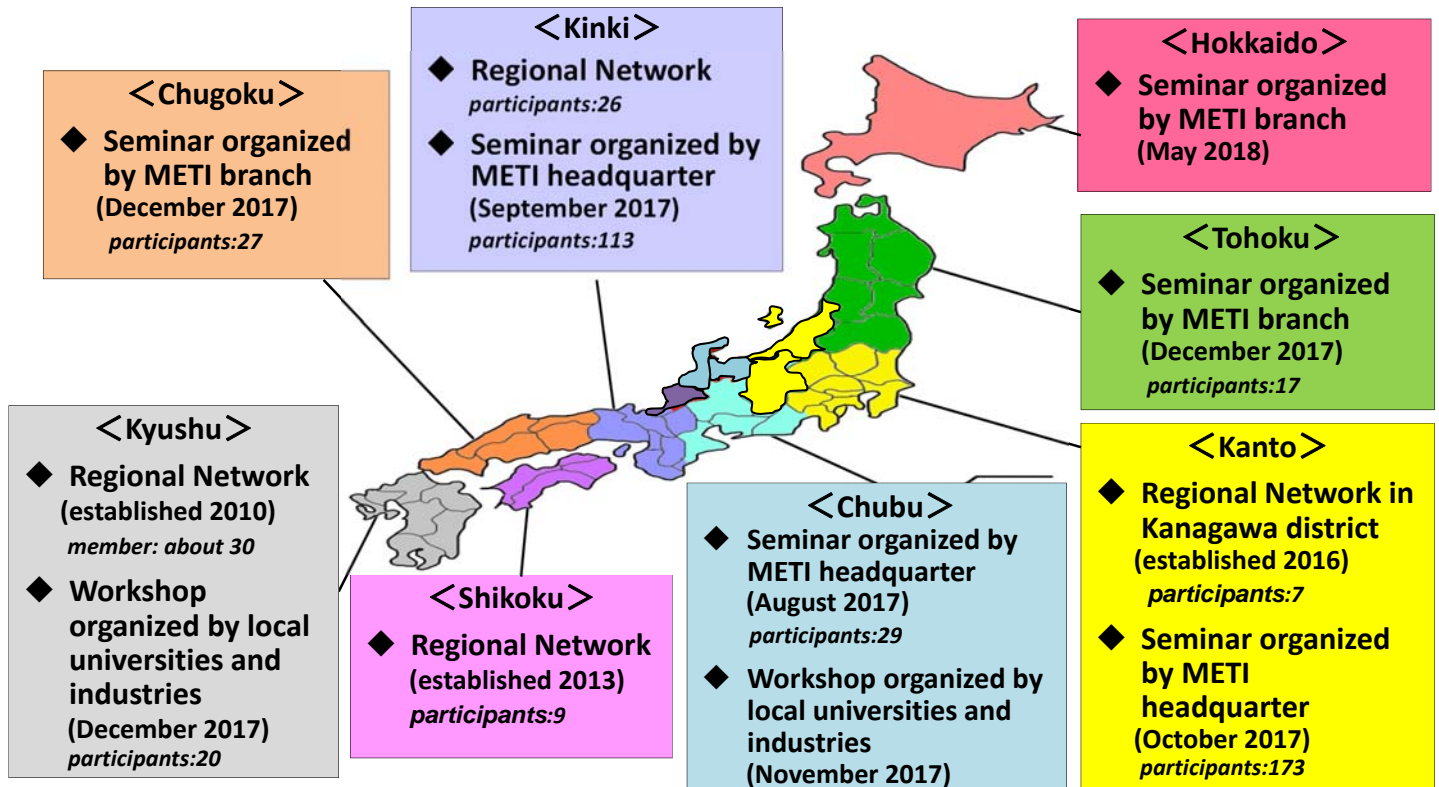 ＜Kinki＞
◆ Regional Network
participants:26
◆ Seminar organized by
METI headquarter
(September 2017)
participants:113
＜Hokkaido＞
◆ Seminar organized
by METI branch
(May 2018)
＜Chugoku＞
◆ Seminar organized
by METI branch
(December 2017)
participants:27
＜Tohoku＞
◆ Seminar organized
by METI branch
(December 2017)
participants:17
＜Kyushu＞
◆ Regional Network
(established 2010)
member: about 30
◆ Workshop
organized by local
universities and
industries
(December 2017)
participants:20
＜Shikoku＞
◆ Regional Network
(established 2013)
participants:9
＜Chubu＞
◆ Seminar organized by
METI headquarter
(August 2017)
participants:29
◆ Workshop organized by
local universities and
industries
(November 2017)
＜Kanto＞
◆ Regional Network in
Kanagawa district
(established 2016)
participants:7
◆ Seminar organized
by METI
headquarter
(October 2017)
participants:173